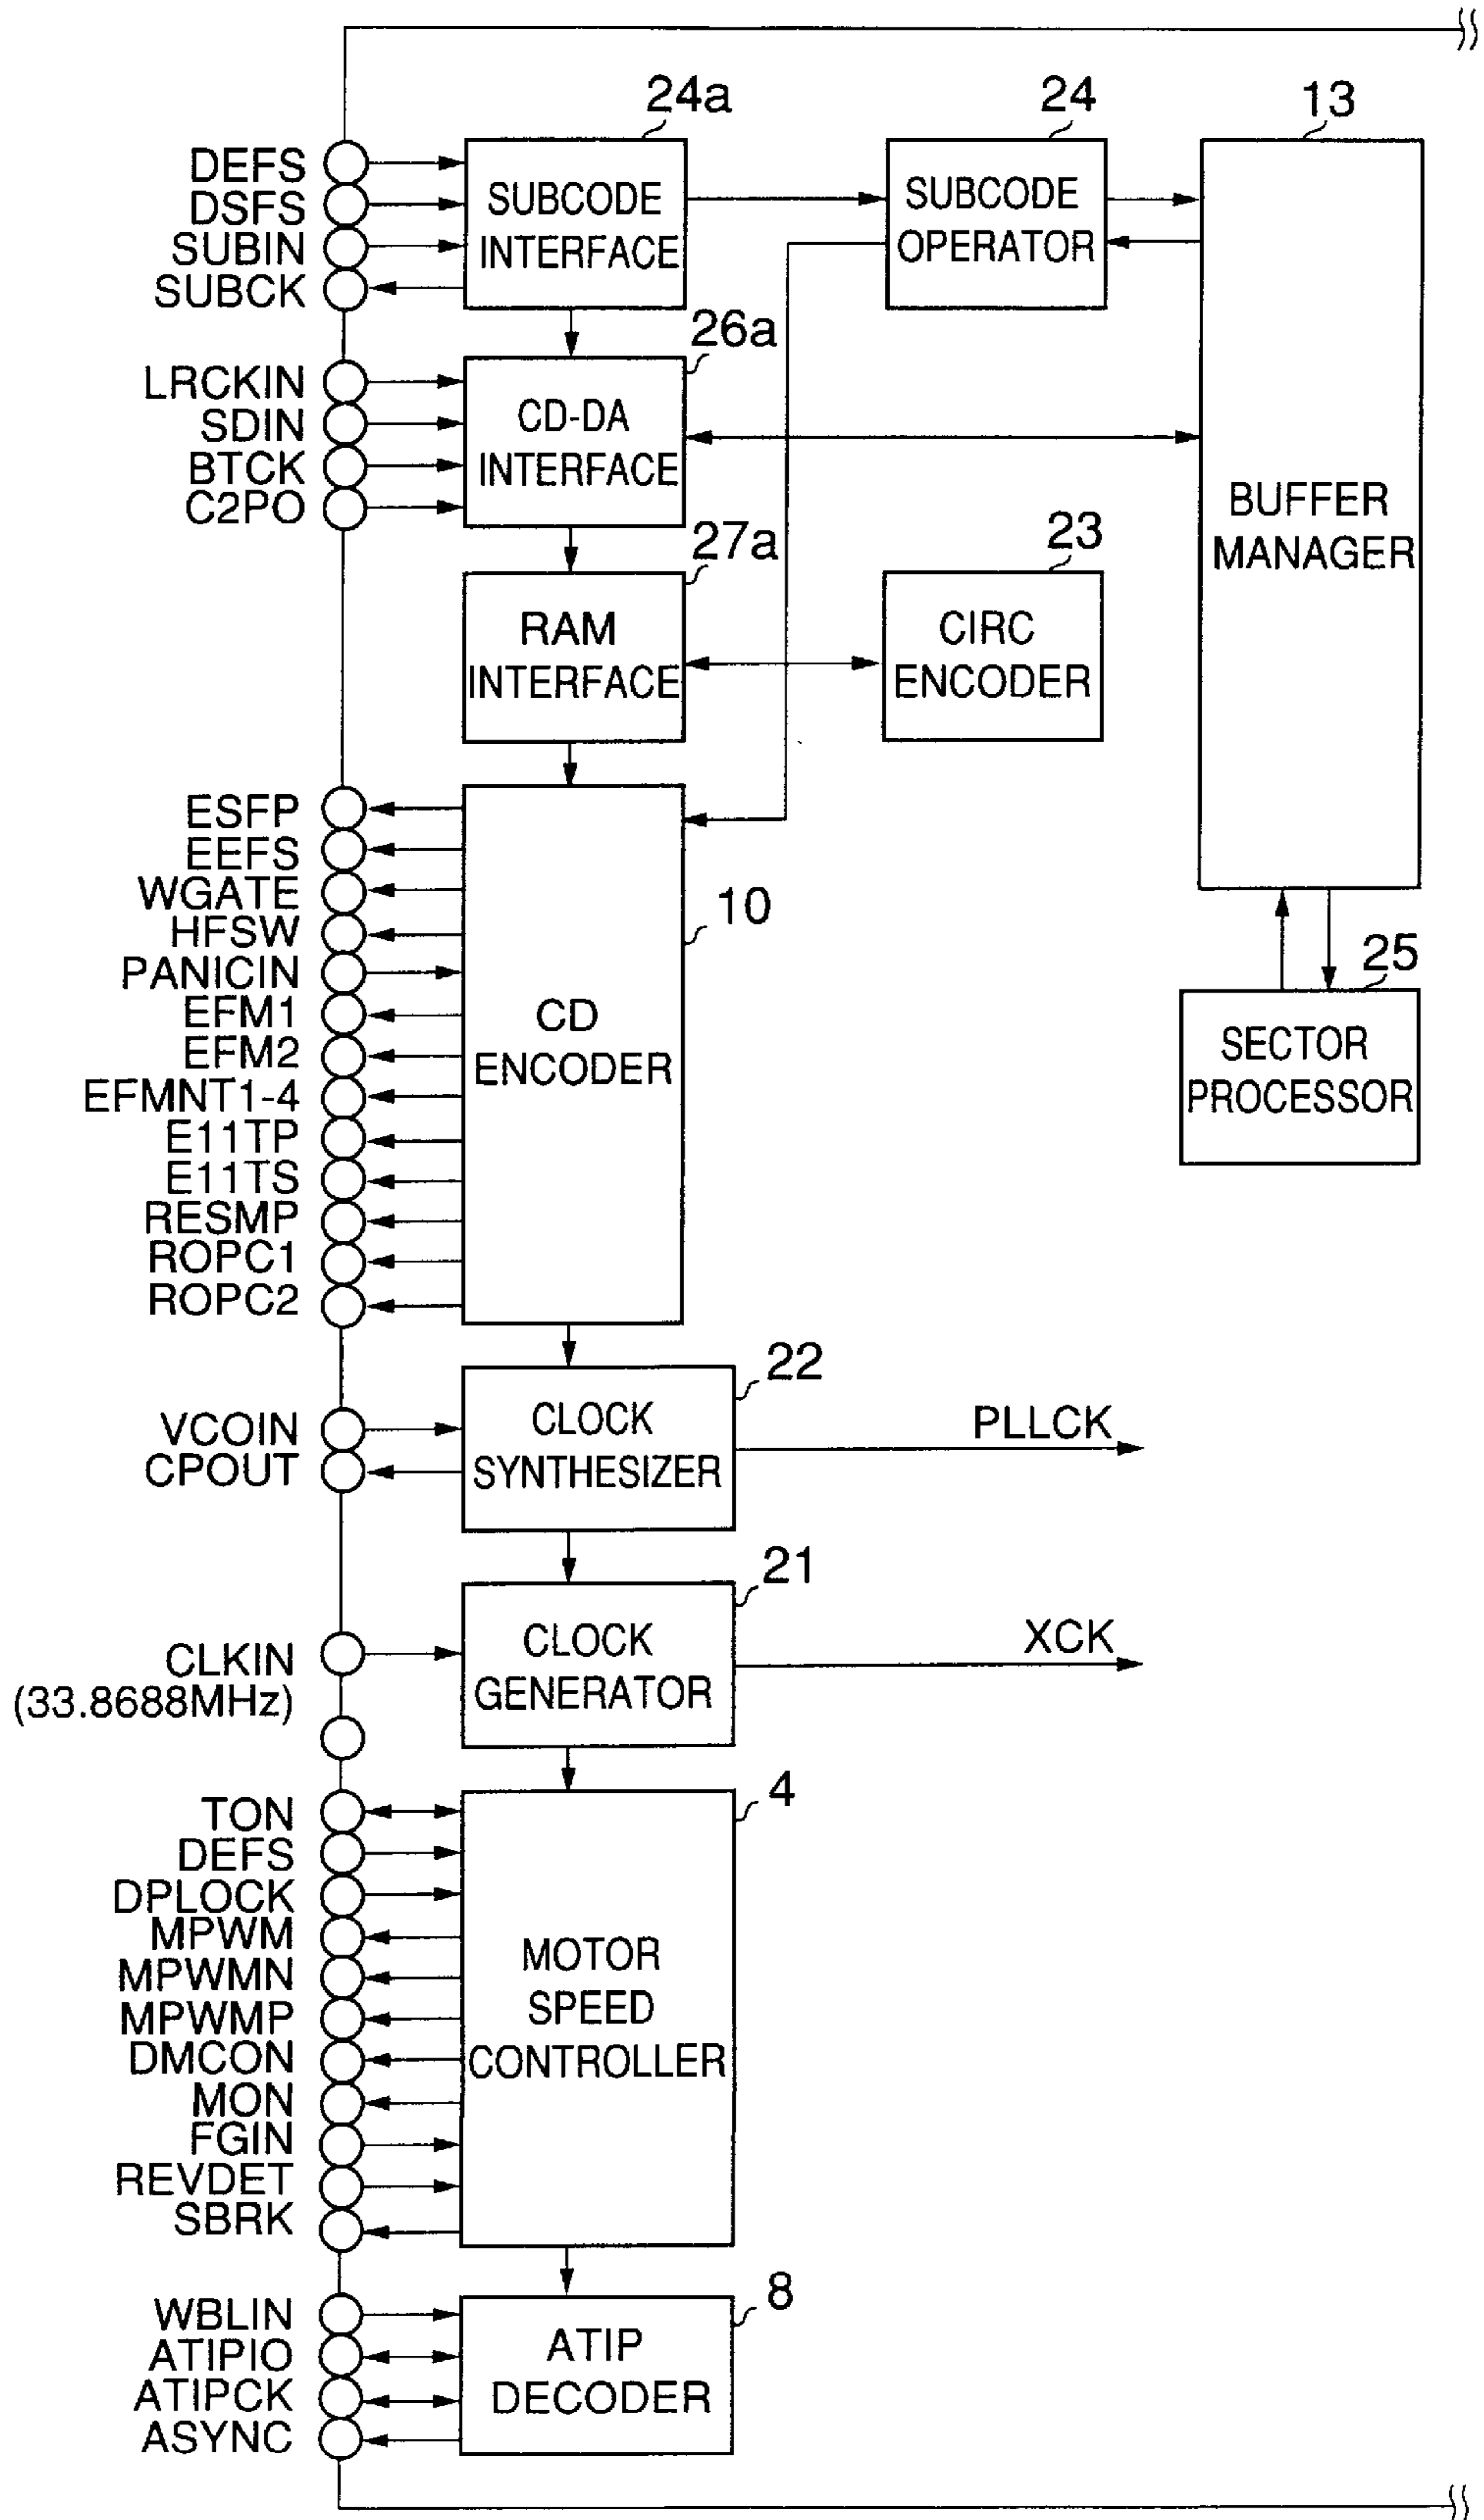 24a
24
13
DEFS
DSFS
SUBIN
SUBCK
SUBCODE
INTERFACE
SUBCODE
OPERATOR
26a
LRCKIN
SDIN
BTCK
C2PO
CD-DA
INTERFACE
BUFFER
MANAGER
27a
23
RAM
INTERFACE
CIRC
ENCODER
ESFP
EEFS
WGATE
HFSW
PANICIN
EFM1
EFM2
EFMNT1-4
E11TP
E11TS
RESMP
ROPC1
ROPC2
10
CD
ENCODER
25
SECTOR
PROCESSOR
22
VCOIN
CPOUT
CLOCK
SYNTHESIZER
PLLCK
21
CLKIN
(33.8688MHz)
CLOCK
GENERATOR
XCK
4
TON
DEFS
DPLOCK
MPWM
MPWMN
MPWMP
DMCON
MON
FGIN
REVDET
SBRK
MOTOR
SPEED
CONTROLLER
8
WBLIN
ATIPIO
ATIPCK
ASYNC
ATIP
DECODER